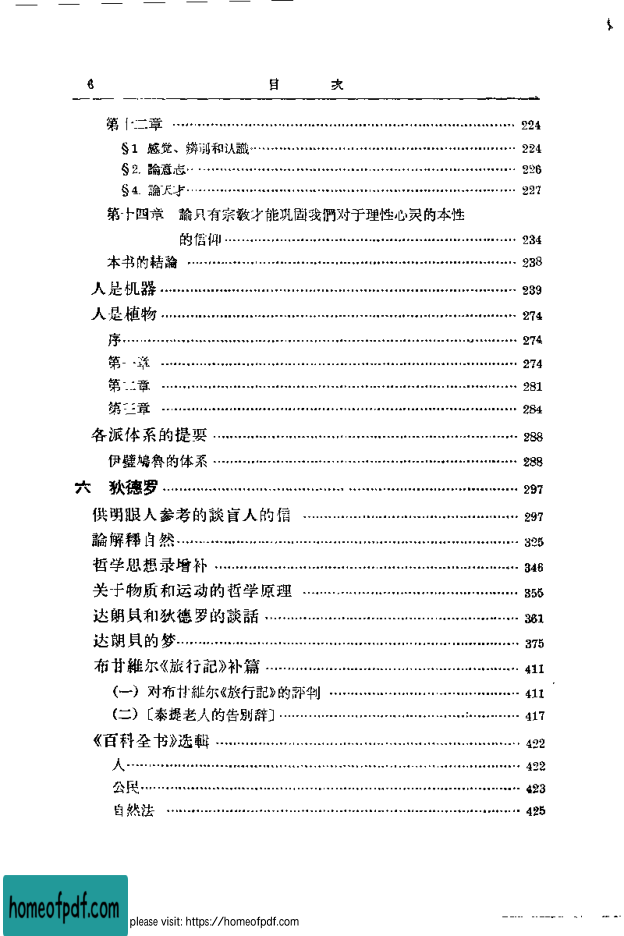 6 目 次
第十二章 224
§1 感觉、辨别和认識 224
§2. 論意志 226
§4. 論天才 227
第十四章 論只有宗教才能巩固我們对于理性心灵的本性
的信仰 234
本书的結論 238
人是机器 239
人是植物 274
序 274
第一章 274
第二章 281
第三章 284
各派体系的提要 288
伊璧鳩魯的体系 288
六 狄德罗 297
供明眼人参考的談盲人的信 297
論解釋自然 325
哲学思想录增补 346
关于物质和运动的哲学原理 355
达朗貝和狄德罗的談話 361
达朗貝的梦 375
布甘維尔《旅行記》补篇 411
(一) 对布甘維尔《旅行記》的評判 411
(二)〔泰提老人的告別辞〕 417
《百科全书》选輯 422
人 422
公民 423
自然法 425
homeofpdf.com
please visit: https://homeofpdf.com